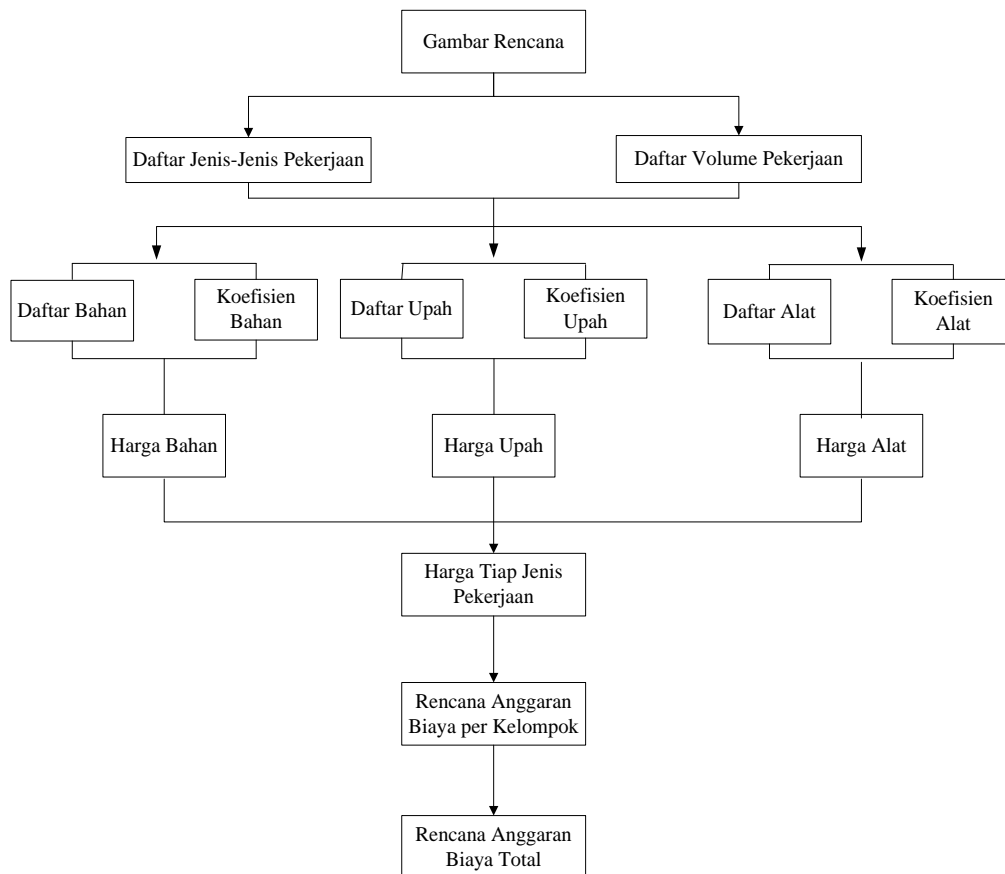 Gambar Rencana
Daftar Jenis-Jenis Pekerjaan
Daftar Volume Pekerjaan
Daftar Bahan
Koefisien
Bahan
Daftar Upah
Koefisien
Upah
Daftar Alat
Koefisien
Alat
Harga Bahan
Harga Upah
Harga Alat
Harga Tiap Jenis
Pekerjaan
Rencana Anggaran
Biaya per Kelompok
Rencana Anggaran
Biaya Total